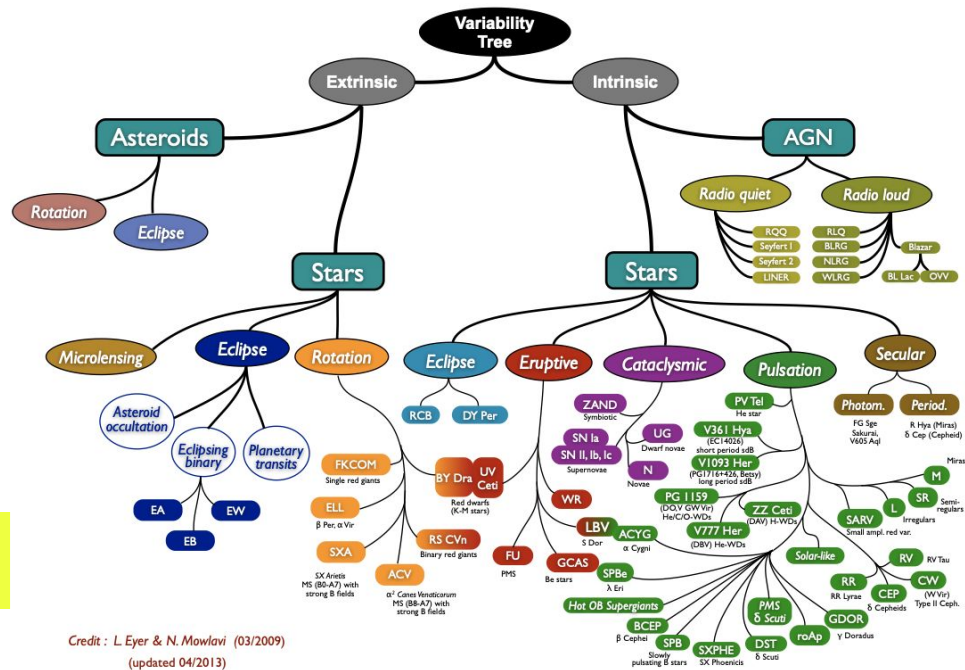 Variability
Tree
Extrinsic
Intrinsic
Asteroids
AGN
Rotation
Eclipse
Radio quiet
Radio loud
RQQ
Seyfert 1
Seyfert 2
LINER
RLQ
BLRG
NLRG
WLRG
Blazar
BL Lac
OVV
Stars
Stars
Microlensing
Eclipse
Rotation
Eclipse
Eruptive
Cataclysmic
Pulsation
Secular
Asteroid
occultation
Eclipsing
binary
Planetary
transits
EA
EB
EW
FKCOM
Single red giants
ELL
β Per, α Vir
SXA
SX Arietis
MS (B0-A7) with
strong B fields
ACV
α² Canes Venaticorum
MS (B8-A7) with
strong B fields
RS CVn
Binary red giants
BY Dra
UV
Ceti
Red dwarfs
(K-M stars)
RCB
DY Per
FU
PMS
GCAS
Be stars
WR
LBV
S Dor
ZAND
Symbiotic
SN Ia
SN II, Ib, Ic
Supernovae
UG
Dwarf novae
N
Novae
PV Tel
He star
V361 Hya
(EC14026)
short period sdB
V1093 Her
(PG1716+426, Betsy)
long period sdB
PG 1159
(DO,V GW Vir)
He/C/O-WDs
ZZ Ceti
(DAV) H-WDs
V777 Her
(DBV) He-WDs
Solar-like
ACYG
α Cygni
SPBe
λ Eri
Hot OB Supergiants
BCEP
β Cephei
SPB
Slowly
pulsating B stars
SXPHE
SX Phoenicis
PMS
δ Scuti
DST
δ Scuti
roAp
GDOR
γ Doradus
Photom.
FG Sge
Sakurai,
V605 Aql
Period.
R Hya (Miras)
δ Cep (Cepheid)
Miras
M
SR
Semi-
regulars
L
Irregulars
SARV
Small ampl. red var.
RV
RV Tau
CW
(W Vir)
Type II Ceph.
CEP
δ Cepheids
RR
RR Lyrae
Credit : L. Eyer & N. Mowlavi (03/2009)
(updated 04/2013)